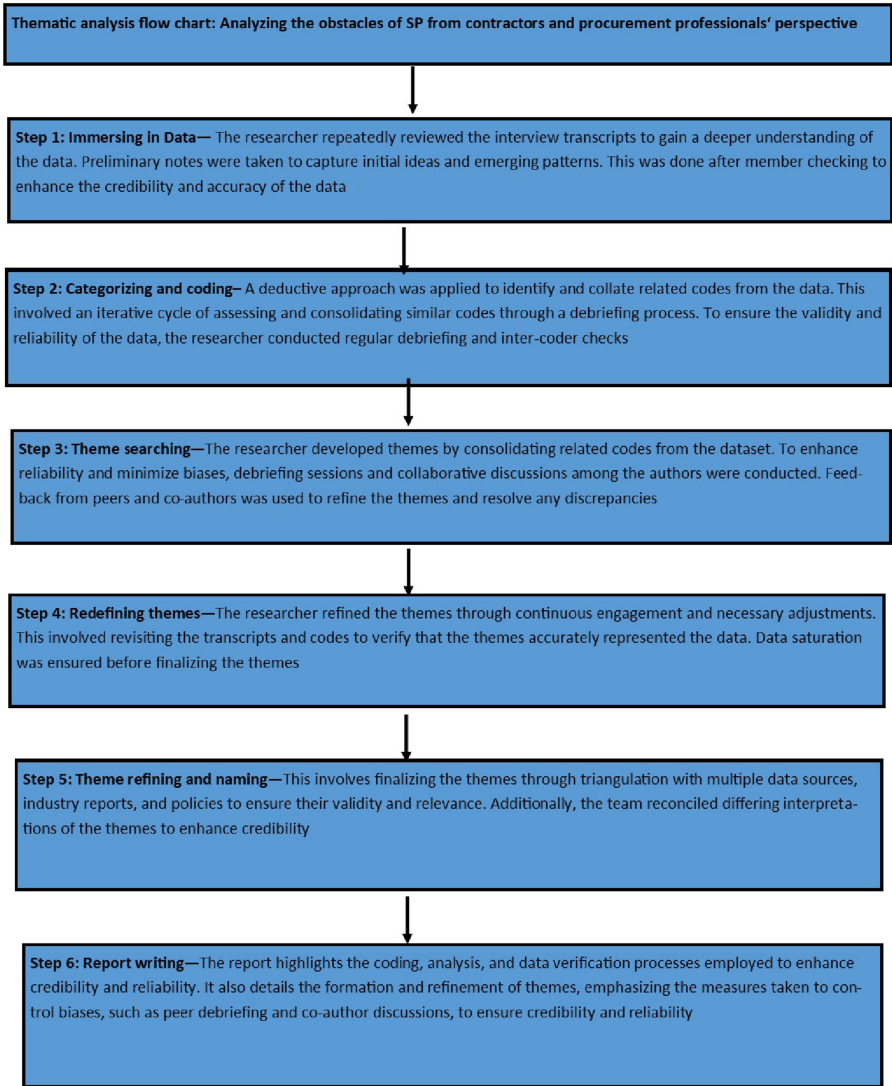 Thematic analysis flow chart: Analyzing the obstacles of SP from contractors and procurement professionals‘ perspective
Step 1: Immersing in Data— The researcher repeatedly reviewed the interview transcripts to gain a deeper understanding of
the data. Preliminary notes were taken to capture initial ideas and emerging patterns. This was done after member checking to
enhance the credibility and accuracy of the data
Step 2: Categorizing and coding– A deductive approach was applied to identify and collate related codes from the data. This
involved an iterative cycle of assessing and consolidating similar codes through a debriefing process. To ensure the validity and
reliability of the data, the researcher conducted regular debriefing and inter-coder checks
Step 3: Theme searching—The researcher developed themes by consolidating related codes from the dataset. To enhance
reliability and minimize biases, debriefing sessions and collaborative discussions among the authors were conducted. Feed-
back from peers and co-authors was used to refine the themes and resolve any discrepancies
Step 4: Redefining themes—The researcher refined the themes through continuous engagement and necessary adjustments.
This involved revisiting the transcripts and codes to verify that the themes accurately represented the data. Data saturation
was ensured before finalizing the themes
Step 5: Theme refining and naming—This involves finalizing the themes through triangulation with multiple data sources,
industry reports, and policies to ensure their validity and relevance. Additionally, the team reconciled differing interpreta-
tions of the themes to enhance credibility
Step 6: Report writing—The report highlights the coding, analysis, and data verification processes employed to enhance
credibility and reliability. It also details the formation and refinement of themes, emphasizing the measures taken to con-
trol biases, such as peer debriefing and co-author discussions, to ensure credibility and reliability